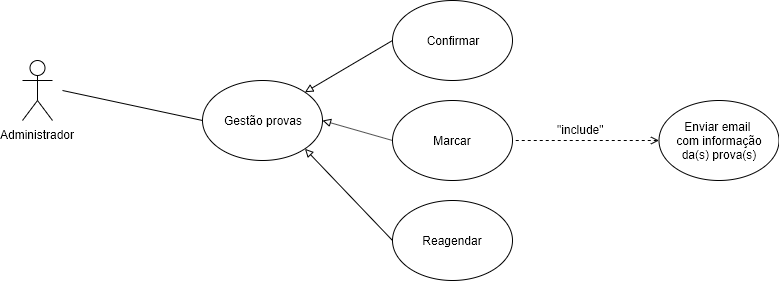 Confirmar
Administrador
Gestão provas
Marcar
"include"
Enviar email
com informação
da(s) prova(s)
Reagendar